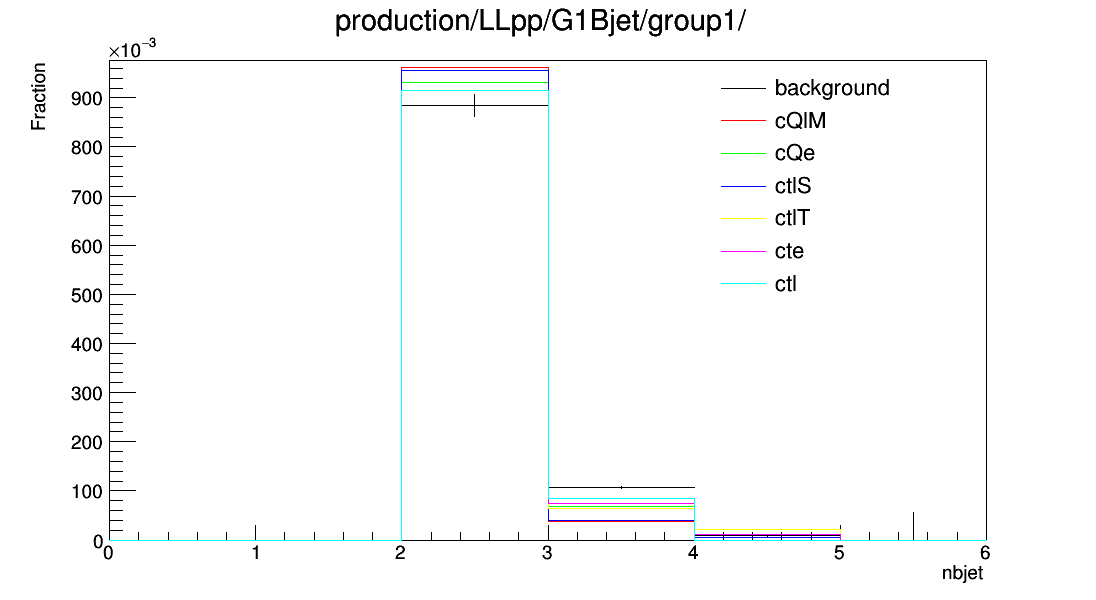 production/LLpp/G1Bjet/group1/
×10⁻³
Fraction
900
800
700
600
500
400
300
200
100
0
0 1 2 3 4 5 6
nbjet
background
cQlM
cQe
ctlS
ctlT
cte
ctl